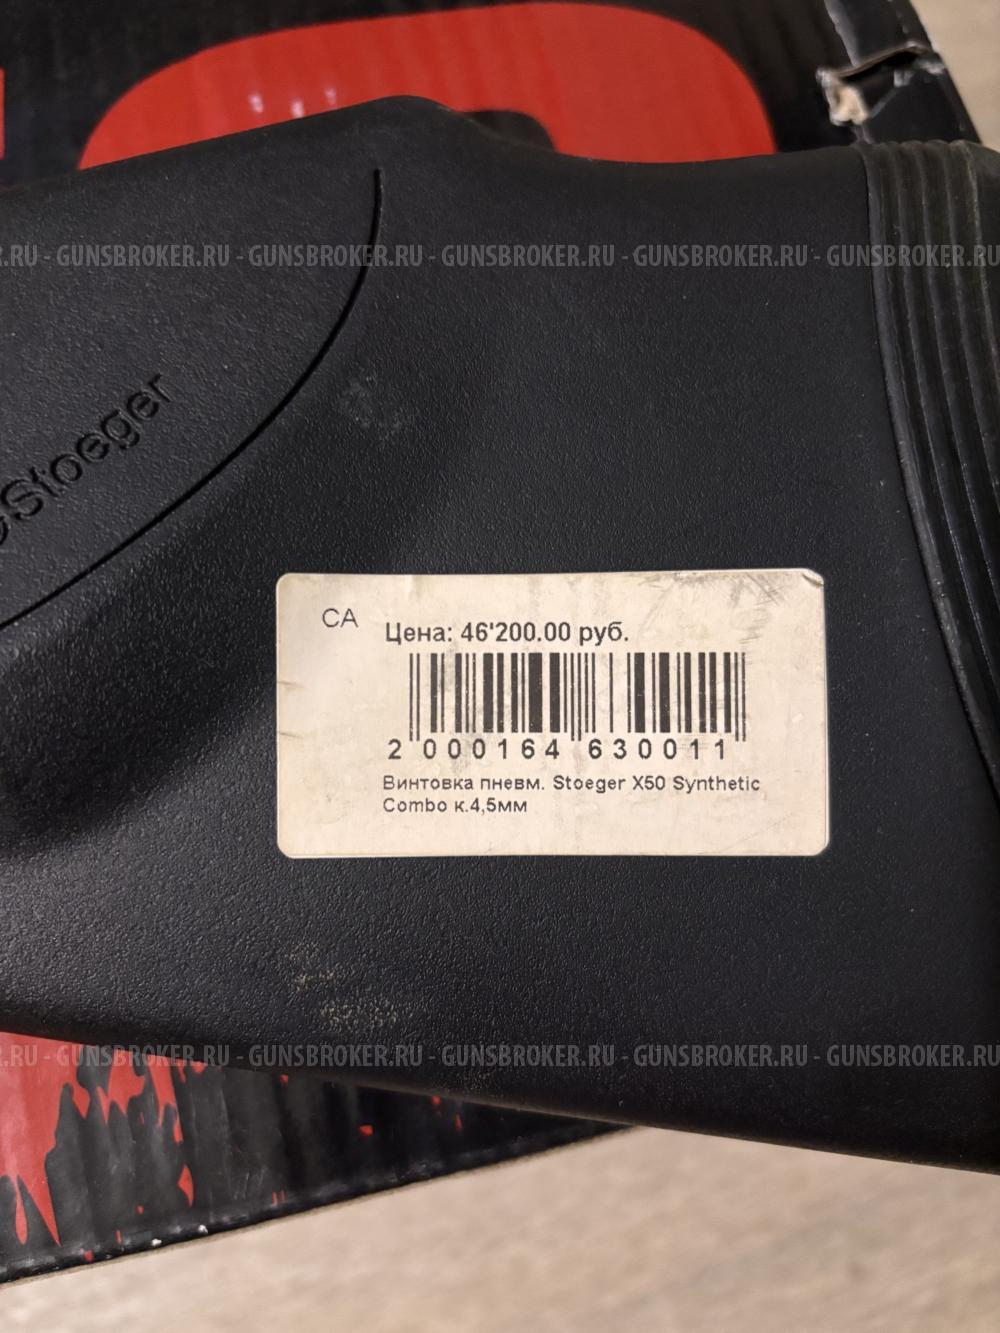 .RU - GUNSBROKER.RU - GUNSBROKER.RU - GUNSBROKER.RU - GUNSBROKER.RU - GUNSBROKER.RU
Stoeger
CA
Цена: 46'200.00 руб.
2 000164 630011
Винтовка пневм. Stoeger X50 Synthetic
Combo к.4,5мм
.RU - GUNSBROKER.RU - GUNSBROKER.RU - GUNSBROKER.RU - GUNSBROKER.RU - GUNSBROKER.RU